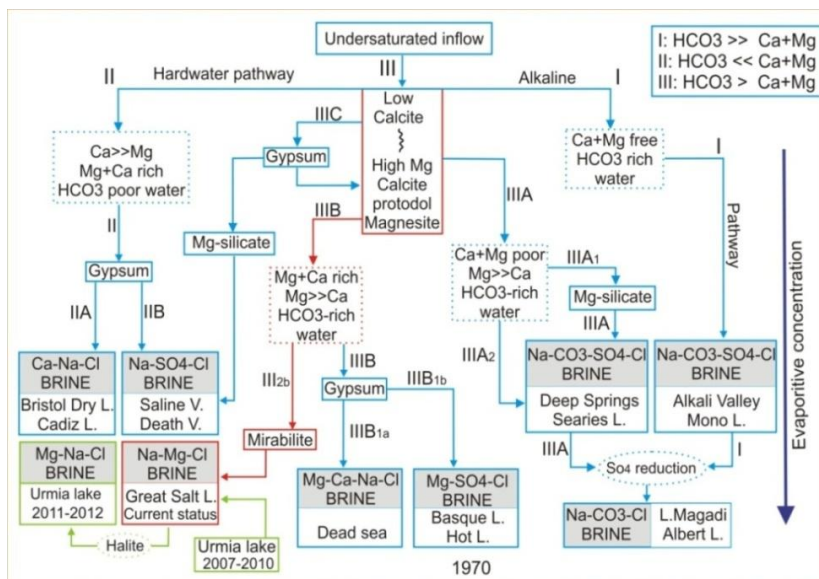 Undersaturated inflow
I: HCO3 >> Ca+Mg
II: HCO3 << Ca+Mg
III: HCO3 > Ca+Mg
II
Hardwater pathway
III
Alkaline
I
Low
Calcite
High Mg
Calcite
protodol
Magnesite
IIIC
Gypsum
Ca>>Mg
Mg+Ca rich
HCO3 poor water
Ca+Mg free
HCO3 rich
water
I
Pathway
IIIA
IIIB
II
Mg-silicate
Gypsum
Mg+Ca rich
Mg>>Ca
HCO3-rich
water
Ca+Mg poor
Mg>>Ca
HCO3-rich
water
IIIA1
Mg-silicate
IIIA
IIA
IIB
III2b
IIIB
Gypsum
IIIB1b
IIIA2
Ca-Na-Cl
BRINE
Bristol Dry L.
Cadiz L.
Na-SO4-Cl
BRINE
Saline V.
Death V.
Na-CO3-SO4-Cl
BRINE
Deep Springs
Searies L.
Na-CO3-SO4-Cl
BRINE
Alkali Valley
Mono L.
Mirabilite
IIIB1a
IIIA
I
So4 reduction
Mg-Na-Cl
BRINE
Urmia lake
2011-2012
Na-Mg-Cl
BRINE
Great Salt L.
Current status
Mg-Ca-Na-Cl
BRINE
Dead sea
Mg-SO4-Cl
BRINE
Basque L.
Hot L.
Na-CO3-Cl
BRINE
L.Magadi
Albert L.
Halite
Urmia lake
2007-2010
1970
Evaporitive concentration